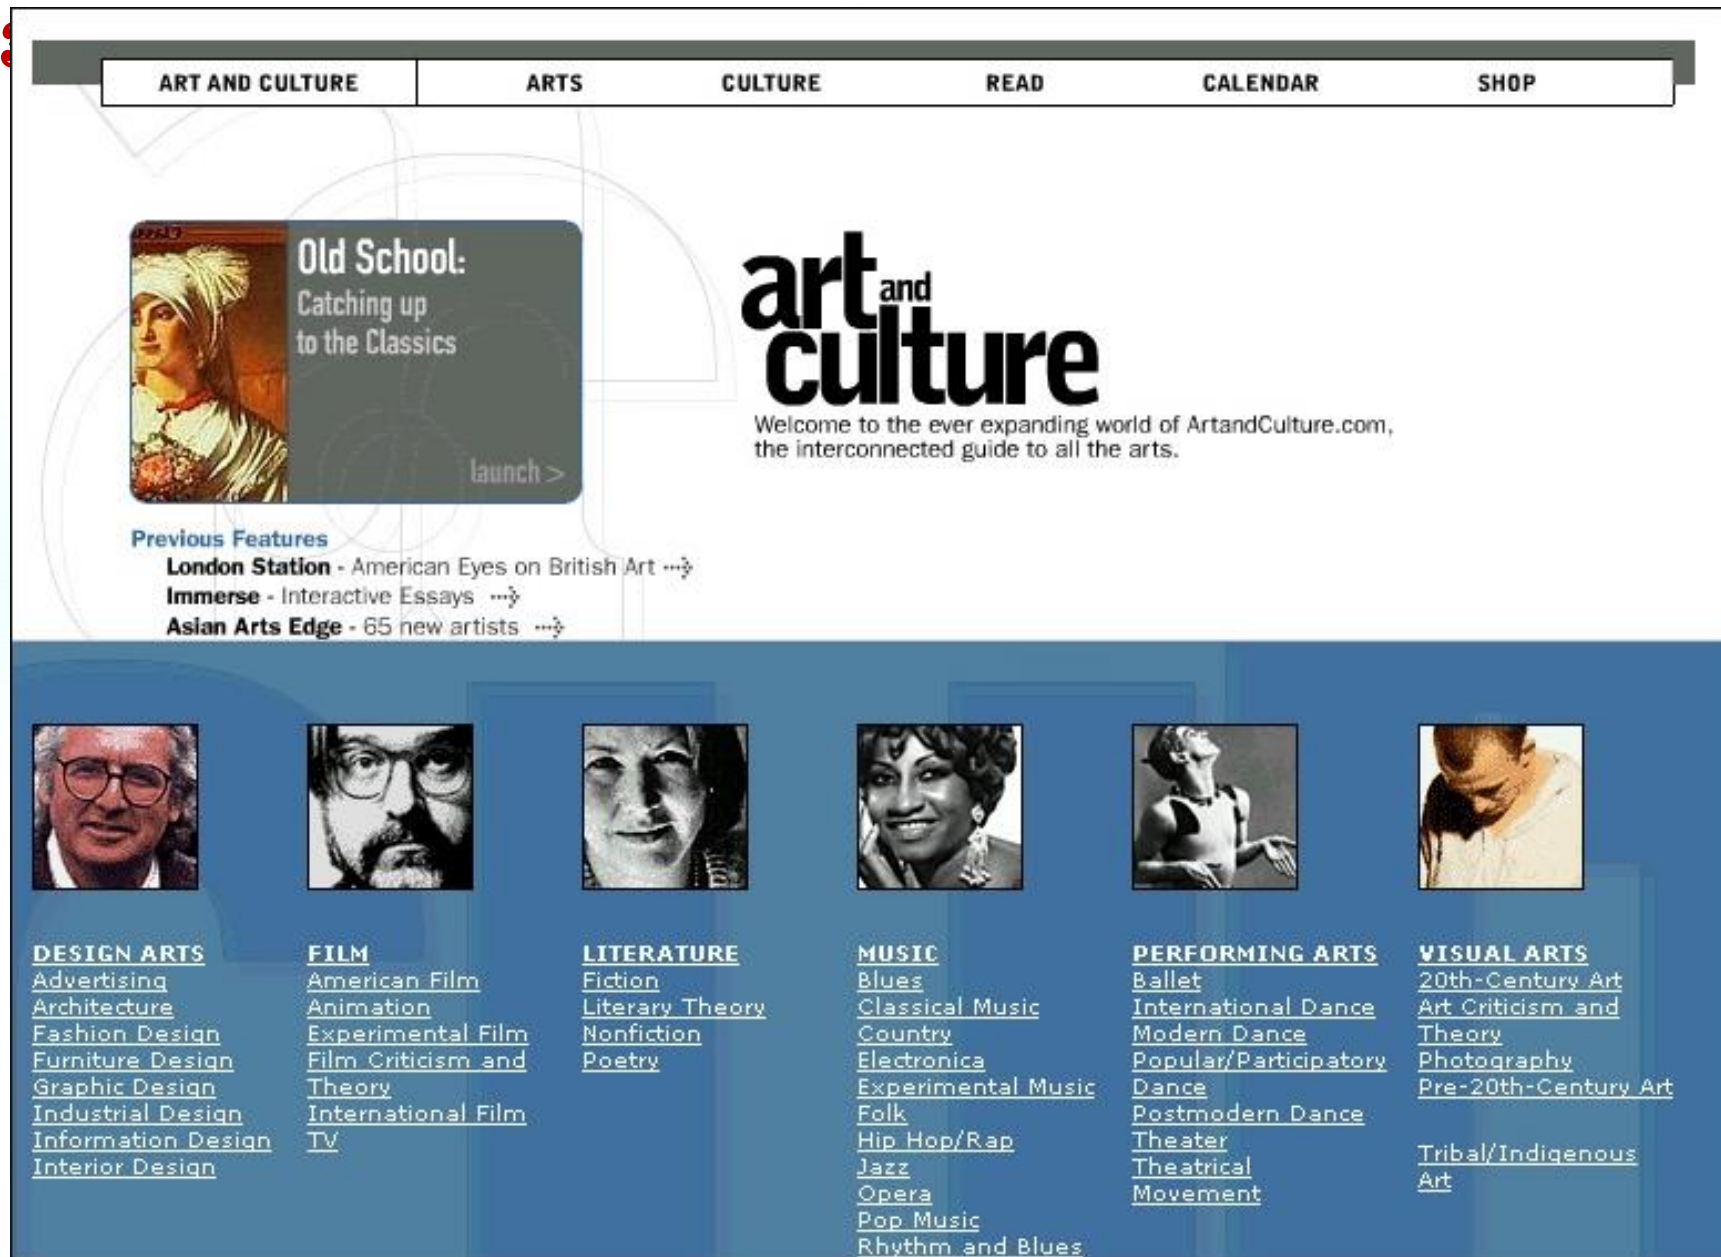 ART AND CULTURE
ARTS
CULTURE
READ
CALENDAR
SHOP
Old School:
Catching up
to the Classics
launch >
art and
culture
Welcome to the ever expanding world of ArtandCulture.com,
the interconnected guide to all the arts.
Previous Features
London Station - American Eyes on British Art
Immerse - Interactive Essays
Asian Arts Edge - 65 new artists
DESIGN ARTS
Advertising
Architecture
Fashion Design
Furniture Design
Graphic Design
Industrial Design
Information Design
Interior Design
FILM
American Film
Animation
Experimental Film
Film Criticism and
Theory
International Film
TV
LITERATURE
Fiction
Literary Theory
Nonfiction
Poetry
MUSIC
Blues
Classical Music
Country
Electronica
Experimental Music
Folk
Hip Hop/Rap
Jazz
Opera
Pop Music
Rhythm and Blues
PERFORMING ARTS
Ballet
International Dance
Modern Dance
Popular/Participatory
Dance
Postmodern Dance
Theater
Theatrical
Movement
VISUAL ARTS
20th-Century Art
Art Criticism and
Theory
Photography
Pre-20th-Century Art
Tribal/Indigenous
Art